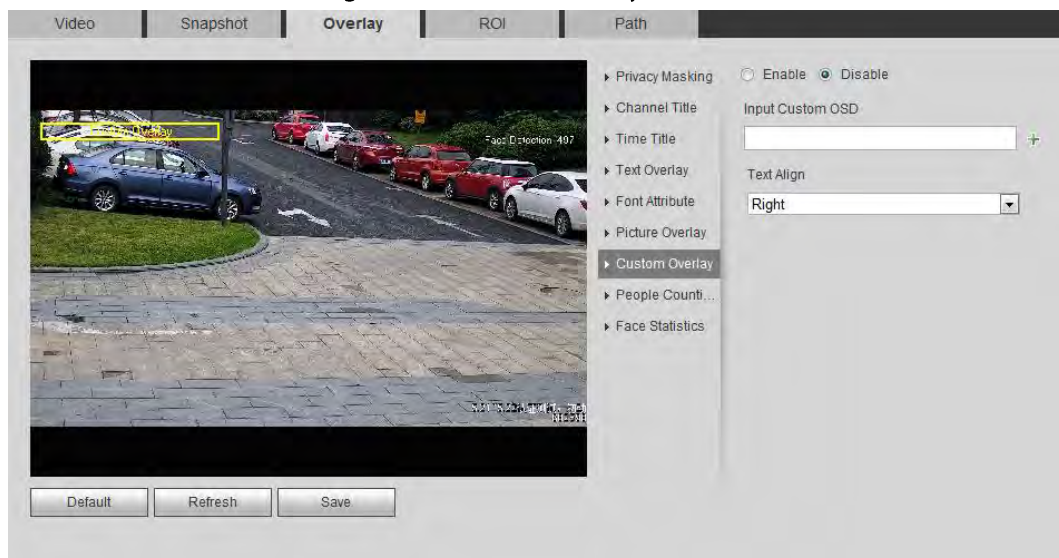 Video Snapshot Overlay ROI Path
Custom Overlay
Face Detection 497
Privacy Masking
Channel Title
Time Title
Text Overlay
Font Attribute
Picture Overlay
Custom Overlay
People Counti...
Face Statistics
Enable Disable
Input Custom OSD
+
Text Align
Right
Default Refresh Save